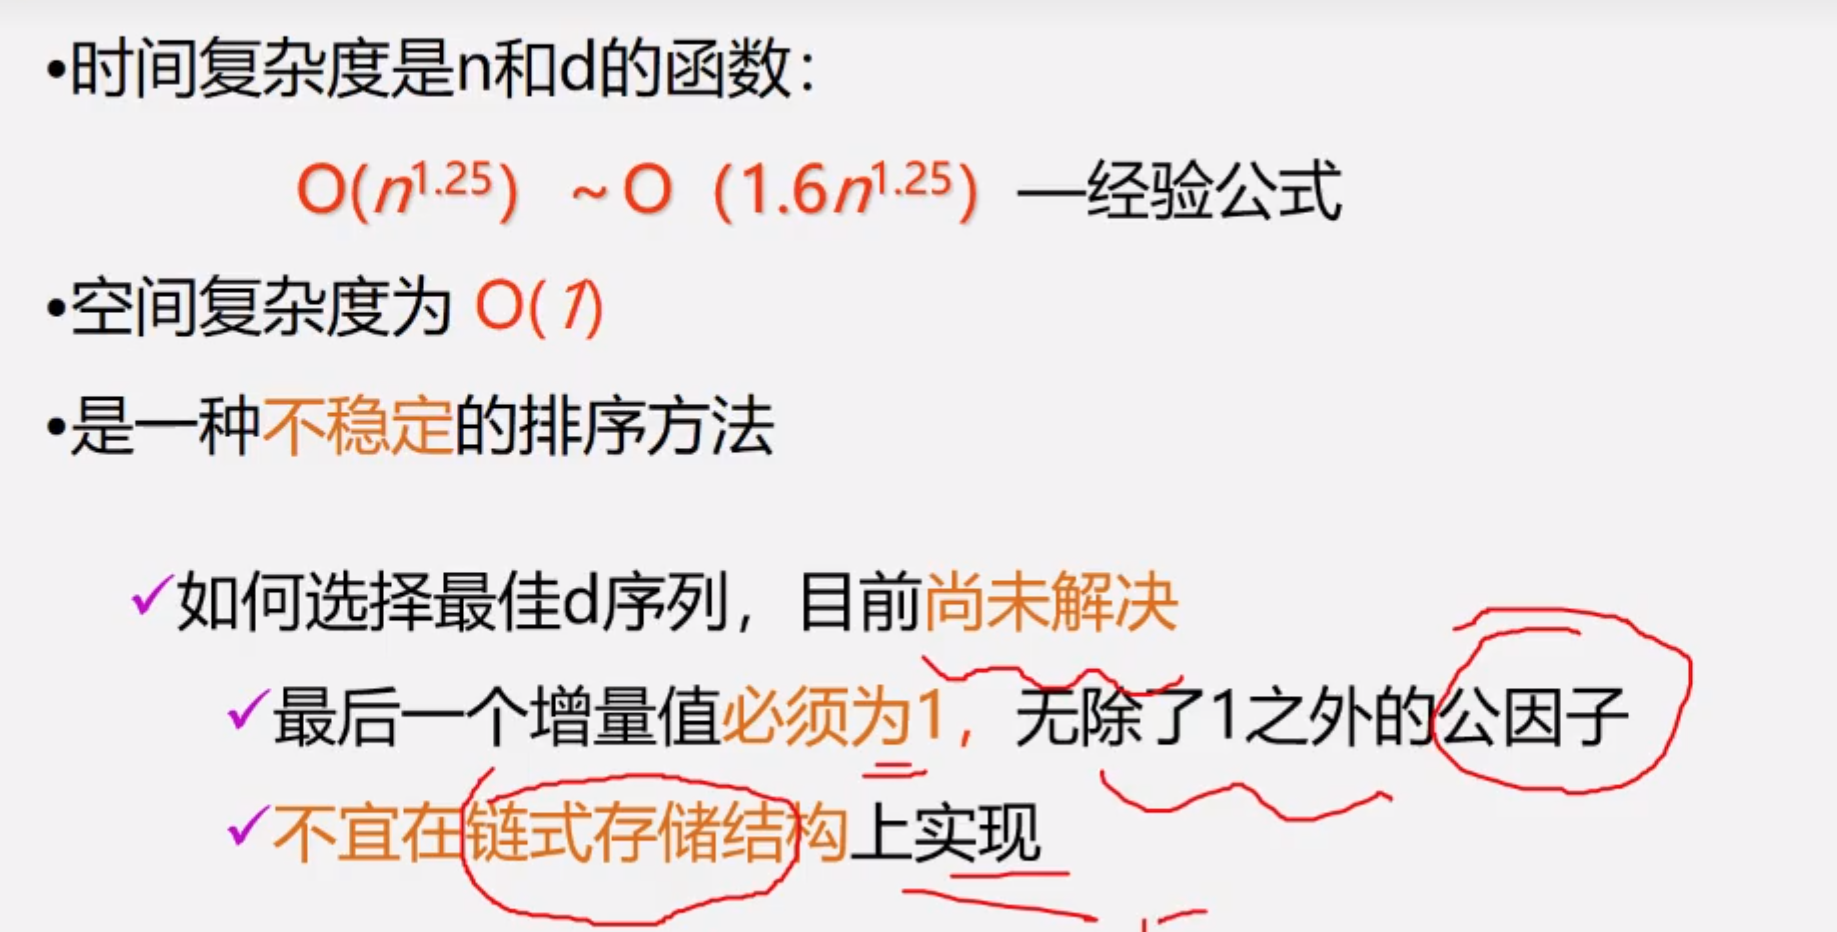 •时间复杂度是n和d的函数：
O(n^1.25) ~O（1.6n^1.25）—经验公式
•空间复杂度为 O(1)
•是一种不稳定的排序方法
✓如何选择最佳d序列，目前尚未解决
✓最后一个增量值必须为1，无除了1之外的公因子
✓不宜在链式存储结构上实现